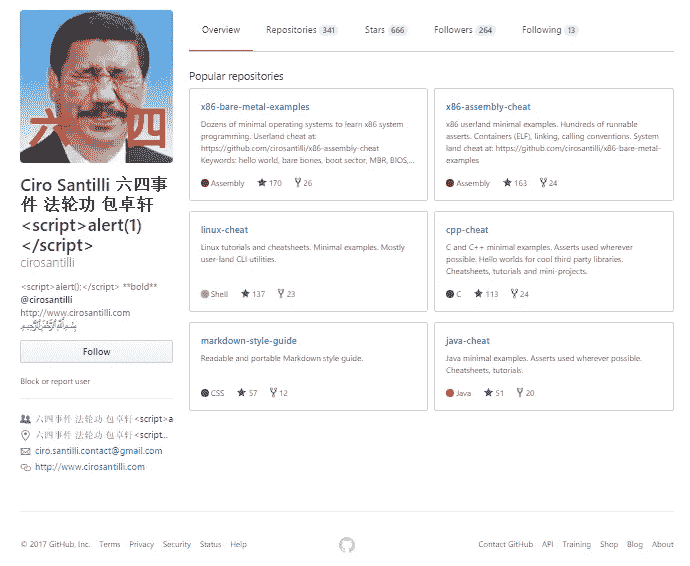 六四
Overview
Repositories 341
Stars 666
Followers 264
Following 13
Popular repositories
x86-bare-metal-examples
Dozens of minimal operating systems to learn x86 system
programming. Userland cheat at:
https://github.com/cirosantilli/x86-assembly-cheat
Keywords: hello world, bare bones, boot sector, MBR, BIOS,...
Assembly 170 26
x86-assembly-cheat
x86 userland minimal examples. Hundreds of runnable
asserts. Containers (ELF), linking, calling conventions. System
land cheat at: https://github.com/cirosantilli/x86-bare-metal-
examples
Assembly 163 24
Ciro Santilli 六四事
件 法轮功 包卓轩
<script>alert(1)
</script>
cirosantilli
<script>alert();</script> **bold**
@cirosantilli
http://www.cirosantilli.com
Follow
Block or report user
六四事件 法轮功 包卓轩<script>a
六四事件 法轮功 包卓轩<script...
ciro.santilli.contact@gmail.com
http://www.cirosantilli.com
linux-cheat
Linux tutorials and cheatsheets. Minimal examples. Mostly
user-land CLI utilities.
Shell 137 23
cpp-cheat
C and C++ minimal examples. Asserts used wherever
possible. Hello worlds for cool third party libraries.
Cheatsheets, tutorials and mini-projects.
C 113 24
markdown-style-guide
Readable and portable Markdown style guide.
CSS 57 12
java-cheat
Java minimal examples. Asserts used wherever possible.
Cheatsheets, tutorials.
Java 51 20
© 2017 GitHub, Inc. Terms Privacy Security Status Help
Contact GitHub API Training Shop Blog About